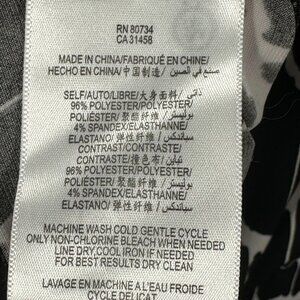 RN 80734
CA 31458
MADE IN CHINA/FABRIQUÉ EN CHINE/
HECHO EN CHINA/中国制造/ صنع في الصين
SELF/AUTO/LIBRE/大身面料/ ذاتي
96% POLYESTER/POLYESTER/
POLIÉSTER/聚酯纤维/ بوليستر
4% SPANDEX/ELASTHANNE/
ELASTANO/弹性纤维/ سباندكس
CONTRAST/CONTRASTE/
CONTRASTE/撞色布/ تباين
96% POLYESTER/POLYESTER/
POLIÉSTER/聚酯纤维/ بوليستر
4% SPANDEX/ELASTHANNE/
ELASTANO/弹性纤维/ سباندكس
MACHINE WASH COLD GENTLE CYCLE
ONLY NON-CHLORINE BLEACH WHEN NEEDED
LINE DRY,COOL IRON IF NEEDED
FOR BEST RESULTS DRY CLEAN
LAVAGE EN MACHINE A L'EAU FROIDE
CYCLE DELICAT